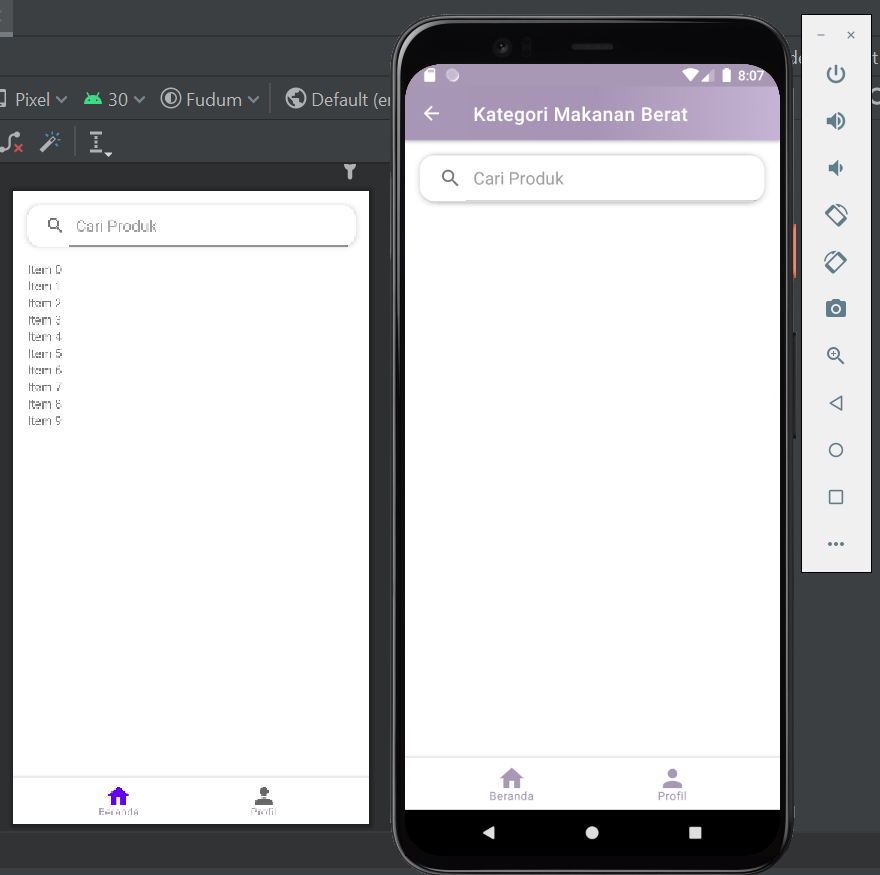 Pixel 30 Fudum Default (en
Cari Produk
Item 0
Item 1
Item 2
Item 3
Item 4
Item 5
Item 6
Item 7
Item 8
Item 9
Beranda Profil
8:07
Kategori Makanan Berat
Cari Produk
Beranda Profil